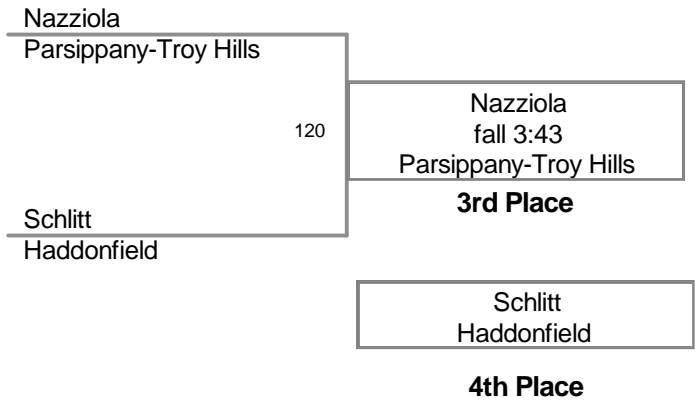 Nazziola
Parsippany-Troy Hills
120
Nazziola
fall 3:43
Parsippany-Troy Hills
3rd Place
Schlitt
Haddonfield
Schlitt
Haddonfield
4th Place